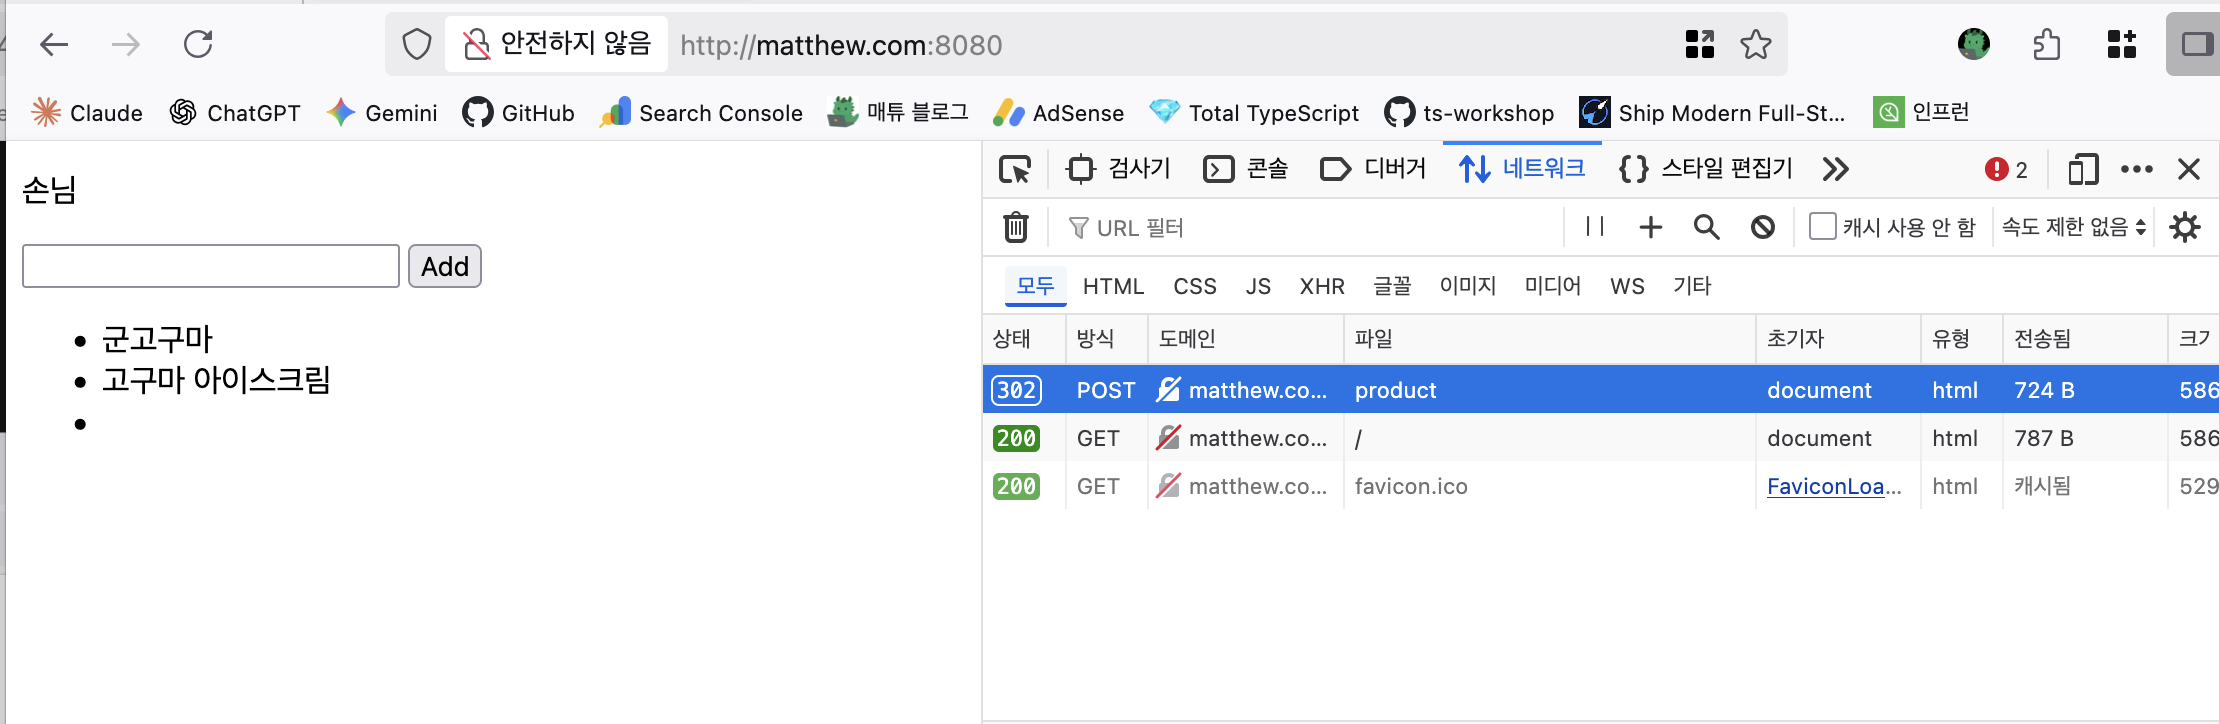 안전하지 않음 http://matthew.com:8080
Claude ChatGPT Gemini GitHub Search Console 매튜 블로그 AdSense Total TypeScript ts-workshop Ship Modern Full-St... 인프런
손님
Add
군고구마
고구마 아이스크림
검사기 콘솔 디버거 네트워크 스타일 편집기 2
URL 필터 캐시 사용 안 함 속도 제한 없음
모두 HTML CSS JS XHR 글꼴 이미지 미디어 WS 기타
상태 방식 도메인 파일 초기자 유형 전송됨 크기
302 POST matthew.co... product document html 724 B 586
200 GET matthew.co... / document html 787 B 586
200 GET matthew.co... favicon.ico FaviconLoa... html 캐시됨 529